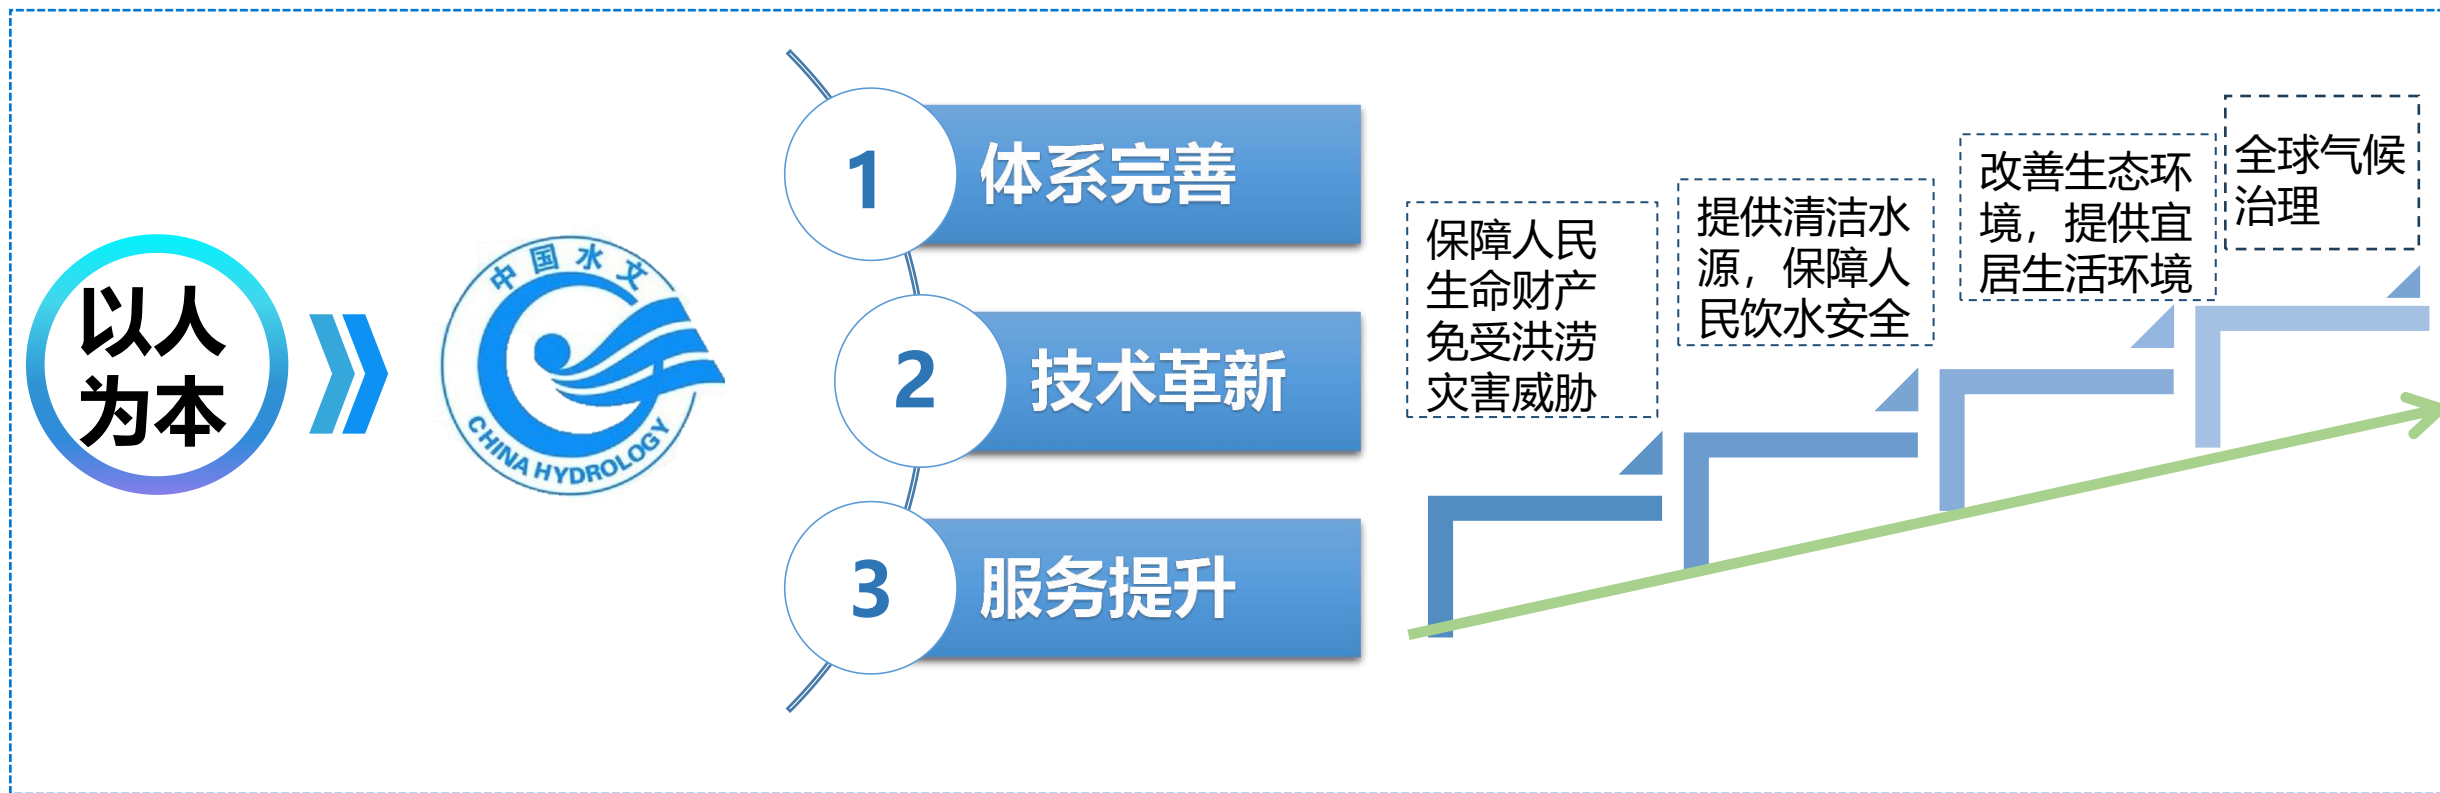 以人
为本
中国水文
CHINA HYDROLOGY
1
体系完善
2
技术革新
3
服务提升
保障人民
生命财产
免受洪涝
灾害威胁
提供清洁水
源，保障人
民饮水安全
改善生态环
境，提供宜
居生活环境
全球气候
治理